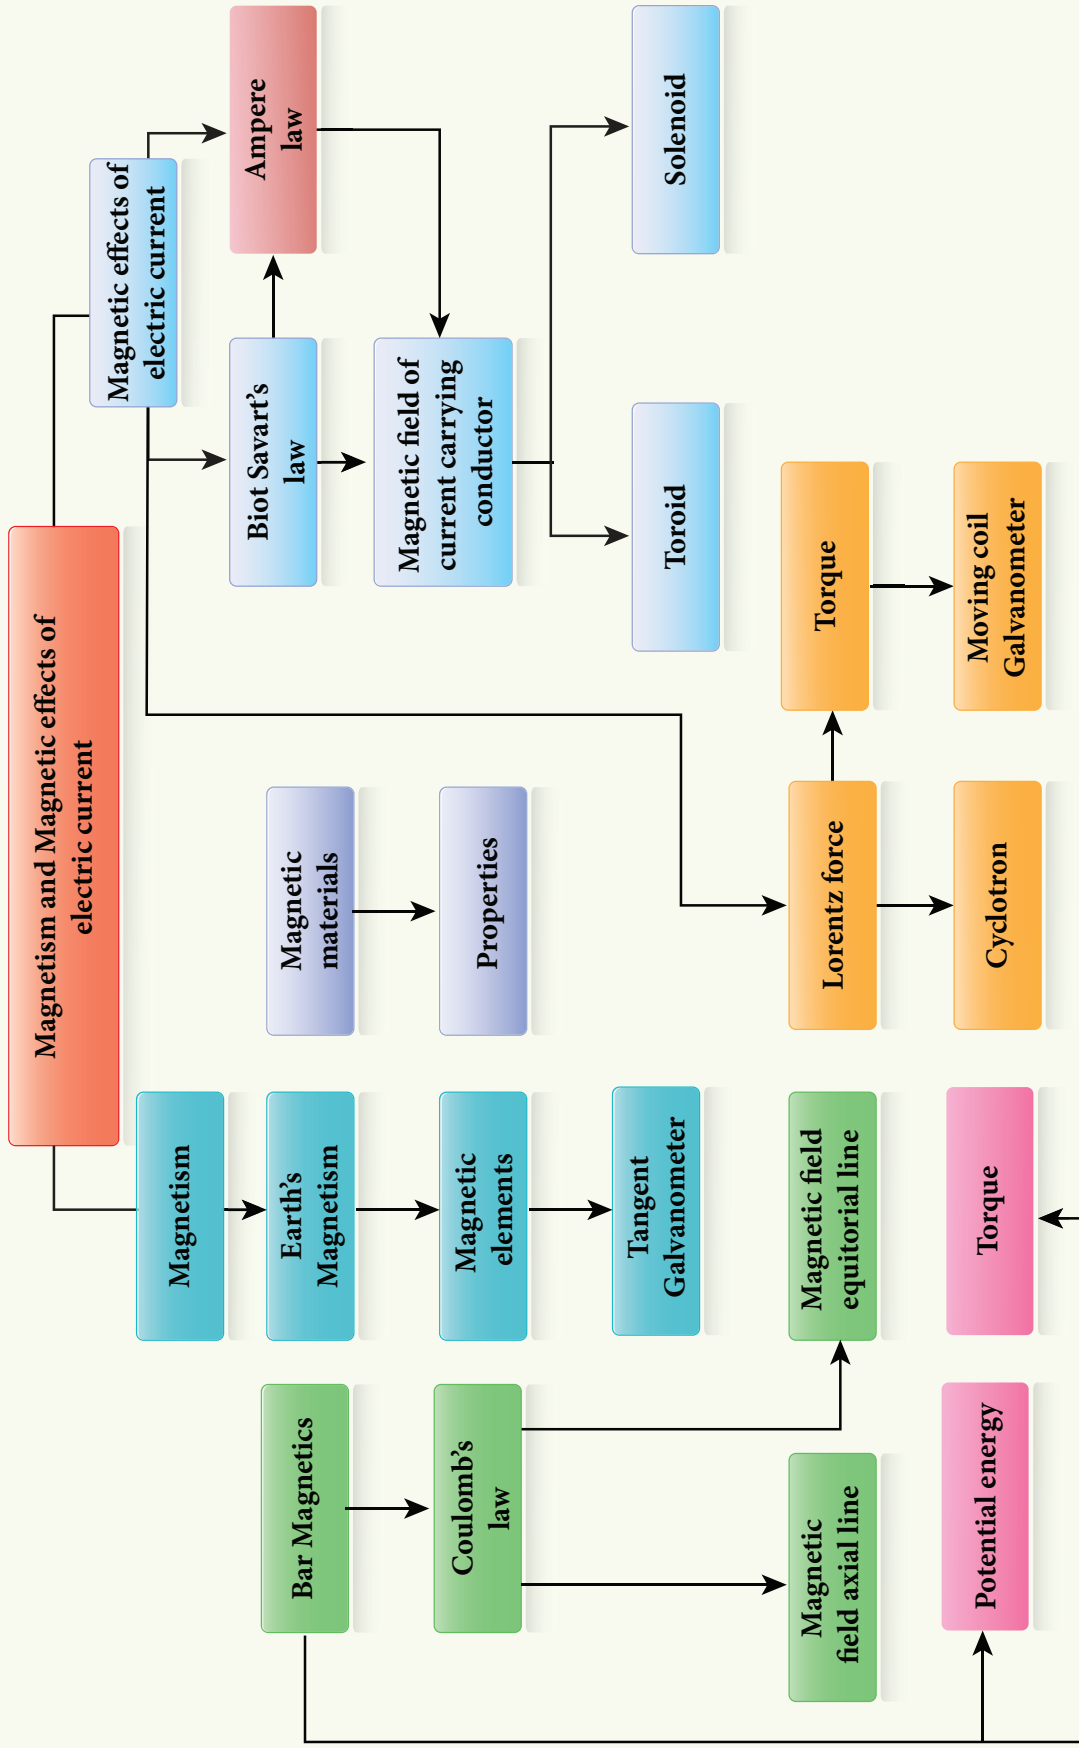 Magnetism and Magnetic effects of
electric current
Magnetism
Magnetic effects of
electric current
Bar Magnetics
Earth's
Magnetism
Magnetic
materials
Biot Savart's
law
Ampere
law
Coulomb's
law
Magnetic
elements
Properties
Magnetic field of
current carrying
conductor
Tangent
Galvanometer
Toroid
Solenoid
Magnetic
field axial line
Magnetic field
equitorial line
Lorentz force
Torque
Potential energy
Torque
Cyclotron
Moving coil
Galvanometer